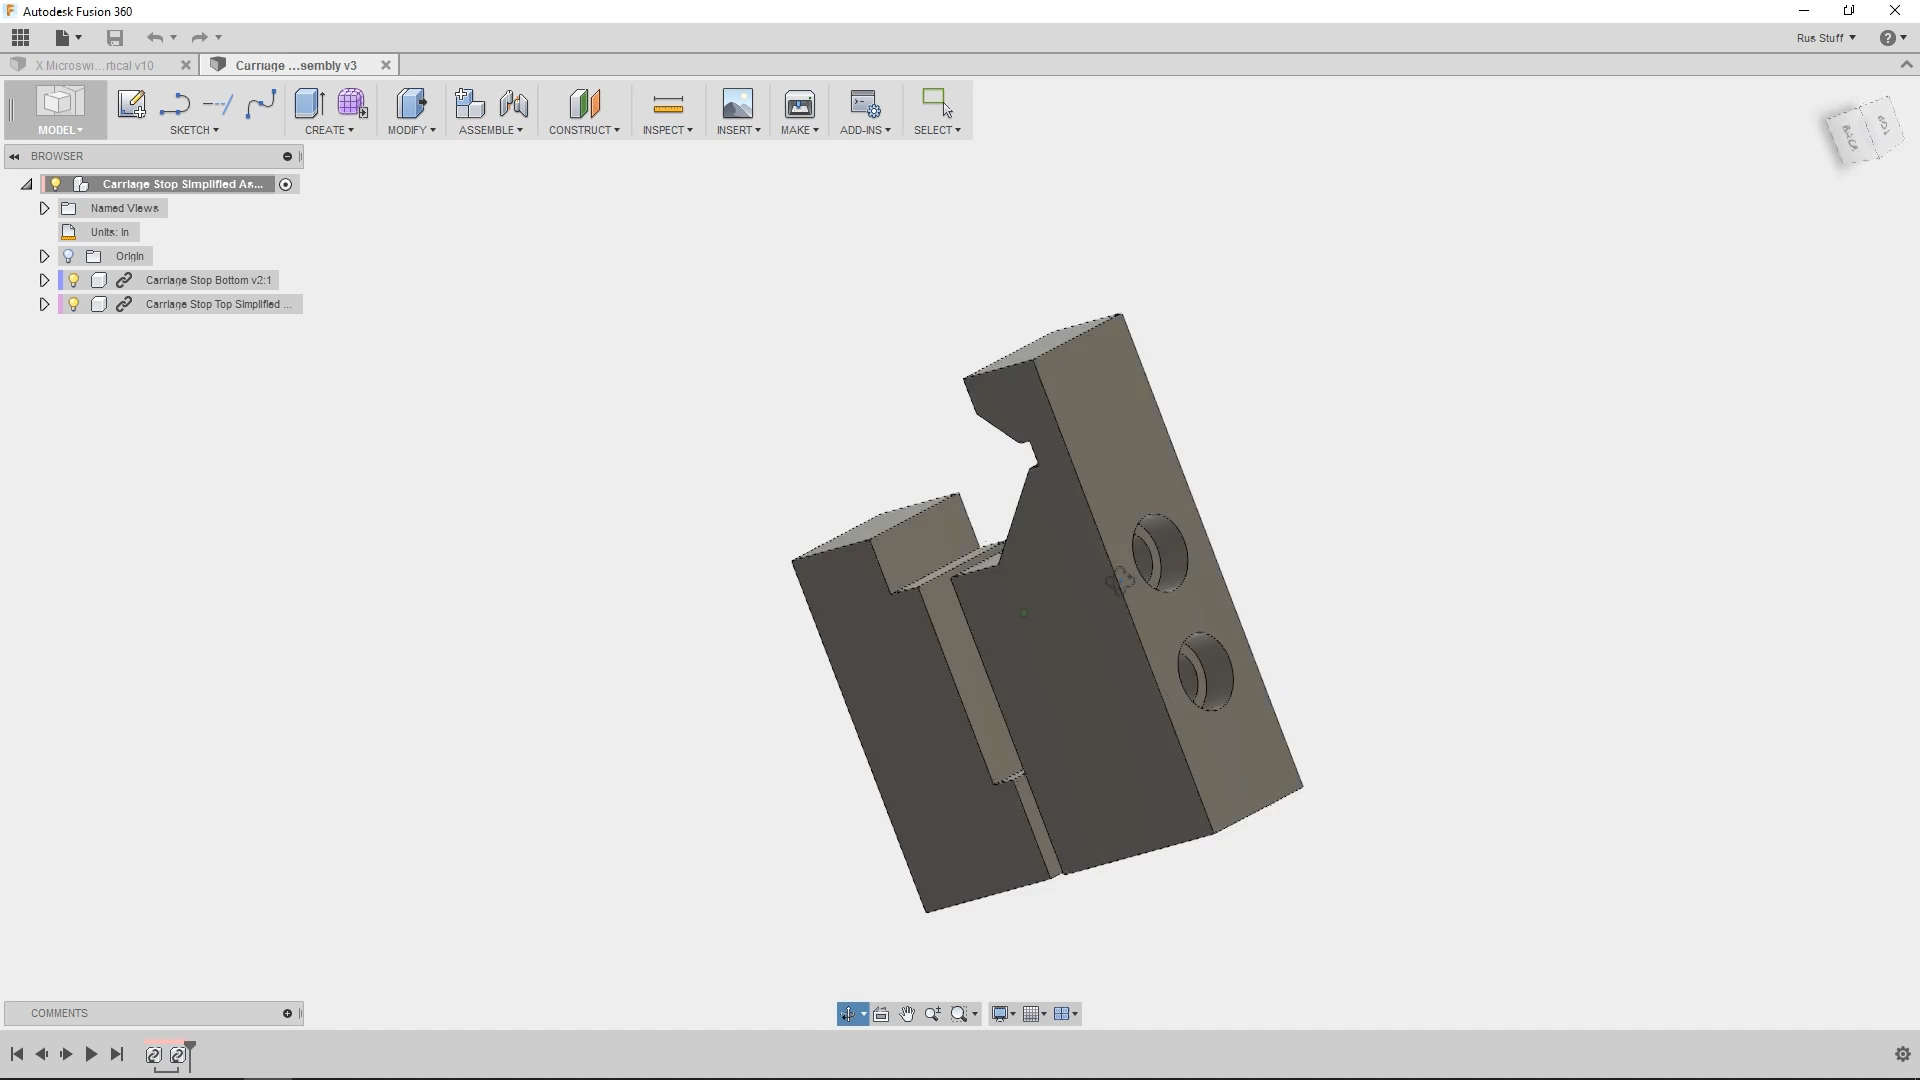 Autodesk Fusion 360
Rus Stuff
X Microswi...rtical v10
Carriage ...sembly v3
MODEL
SKETCH
CREATE
MODIFY
ASSEMBLE
CONSTRUCT
INSPECT
INSERT
MAKE
ADD-INS
SELECT
BROWSER
Carriage Stop Simplified As...
Named Views
Units: in
Origin
Carriage Stop Bottom v2:1
Carriage Stop Top Simplified ...
BACK
TOP
COMMENTS